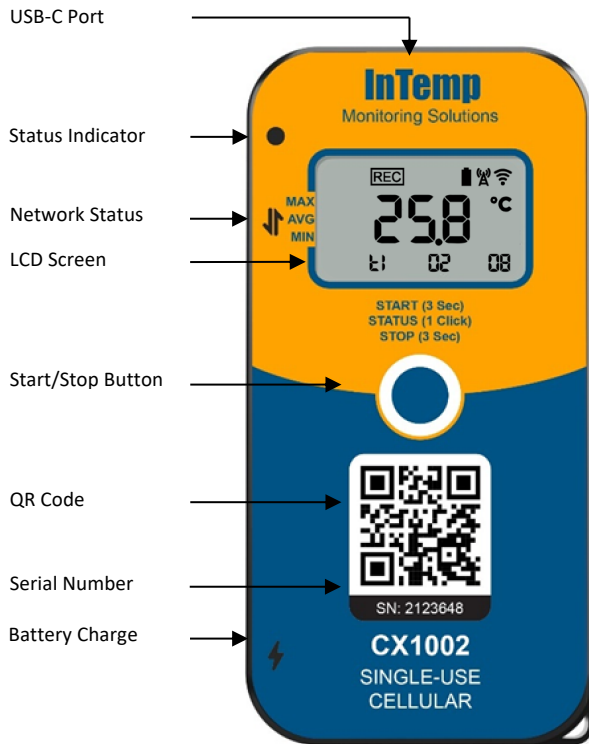 USB-C Port
InTemp
Monitoring Solutions
Status Indicator
REC
MAX
AVG
MIN
25.8 °C
Network Status
LCD Screen
t1 02 08
START (3 Sec)
STATUS (1 Click)
STOP (3 Sec)
Start/Stop Button
QR Code
Serial Number
SN: 2123648
Battery Charge
CX1002
SINGLE-USE
CELLULAR